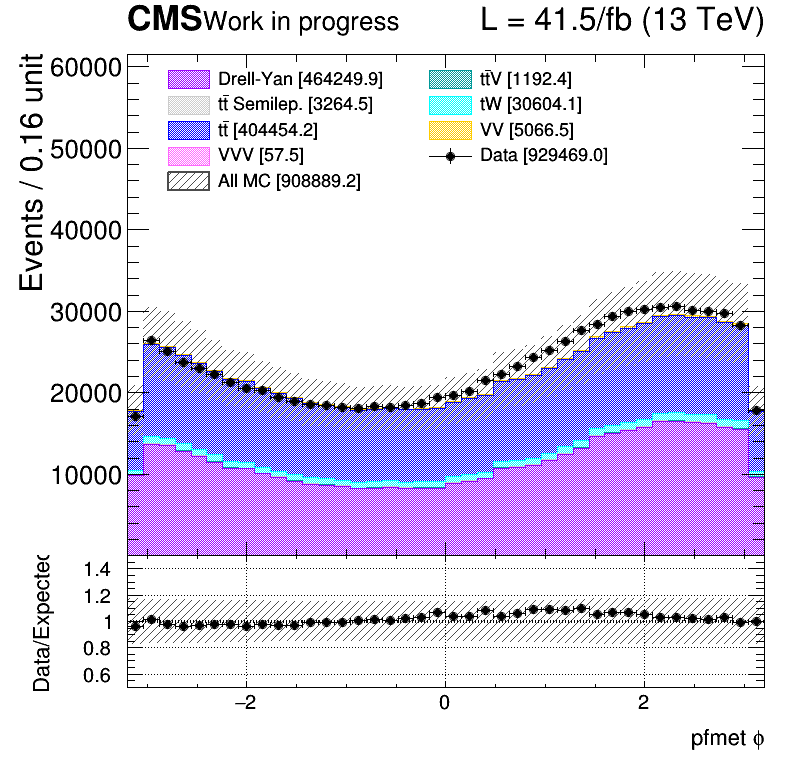 CMS Work in progress L = 41.5/fb (13 TeV)
Events / 0.16 unit
60000
50000
40000
30000
20000
10000
Drell-Yan [464249.9]
tt̄ Semilep. [3264.5]
tt̄ [404454.2]
VVV [57.5]
All MC [908889.2]
tt̄V [1192.4]
tW [30604.1]
VV [5066.5]
Data [929469.0]
Data/Expected
1.4
1.2
1
0.8
0.6
−2 0 2
pfmet ϕ